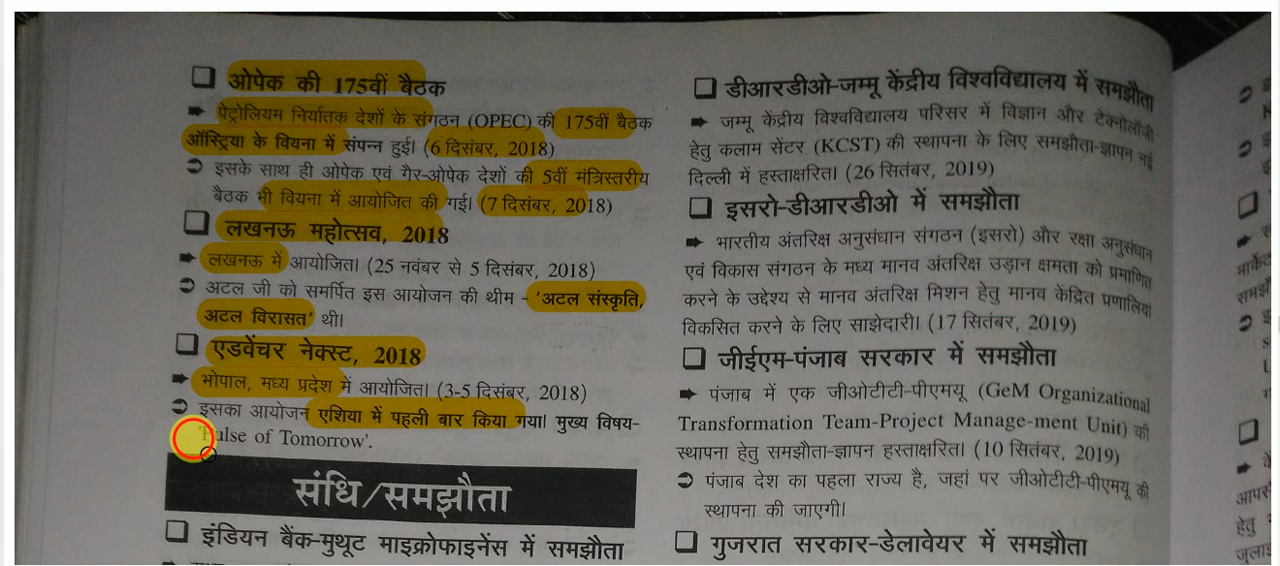 ❑ ओपेक की 175वीं बैठक
➡ पेट्रोलियम निर्यातक देशों के संगठन (OPEC) की 175वीं बैठक
ऑस्ट्रिया के वियना में संपन्न हुई। (6 दिसंबर, 2018)
➲ इसके साथ ही ओपेक एवं गैर-ओपेक देशों की 5वीं मंत्रिस्तरीय
बैठक भी वियना में आयोजित की गई। (7 दिसंबर, 2018)
❑ लखनऊ महोत्सव, 2018
➡ लखनऊ में आयोजित। (25 नवंबर से 5 दिसंबर, 2018)
➲ अटल जी को समर्पित इस आयोजन की थीम - 'अटल संस्कृति,
अटल विरासत' थी।
❑ एडवेंचर नेक्स्ट, 2018
➡ भोपाल, मध्य प्रदेश में आयोजित। (3-5 दिसंबर, 2018)
➲ इसका आयोजन एशिया में पहली बार किया गया। मुख्य विषय-
'Pulse of Tomorrow'.
संधि/समझौता
❑ इंडियन बैंक-मुथूट माइक्रोफाइनेंस में समझौता
❑ डीआरडीओ-जम्मू केंद्रीय विश्वविद्यालय में समझौता
➡ जम्मू केंद्रीय विश्वविद्यालय परिसर में विज्ञान और टेक्नोलॉजी
हेतु कलाम सेंटर (KCST) की स्थापना के लिए समझौता-ज्ञापन नई
दिल्ली में हस्ताक्षरित। (26 सितंबर, 2019)
❑ इसरो-डीआरडीओ में समझौता
➡ भारतीय अंतरिक्ष अनुसंधान संगठन (इसरो) और रक्षा अनुसंधान
एवं विकास संगठन के मध्य मानव अंतरिक्ष उड़ान क्षमता को प्रमाणित
करने के उद्देश्य से मानव अंतरिक्ष मिशन हेतु मानव केंद्रित प्रणालियां
विकसित करने के लिए साझेदारी। (17 सितंबर, 2019)
❑ जीईएम-पंजाब सरकार में समझौता
➡ पंजाब में एक जीओटीटी-पीएमयू (GeM Organizational
Transformation Team-Project Manage-ment Unit) की
स्थापना हेतु समझौता-ज्ञापन हस्ताक्षरित। (10 सितंबर, 2019)
➲ पंजाब देश का पहला राज्य है, जहां पर जीओटीटी-पीएमयू की
स्थापना की जाएगी।
❑ गुजरात सरकार-डेलावेयर में समझौता